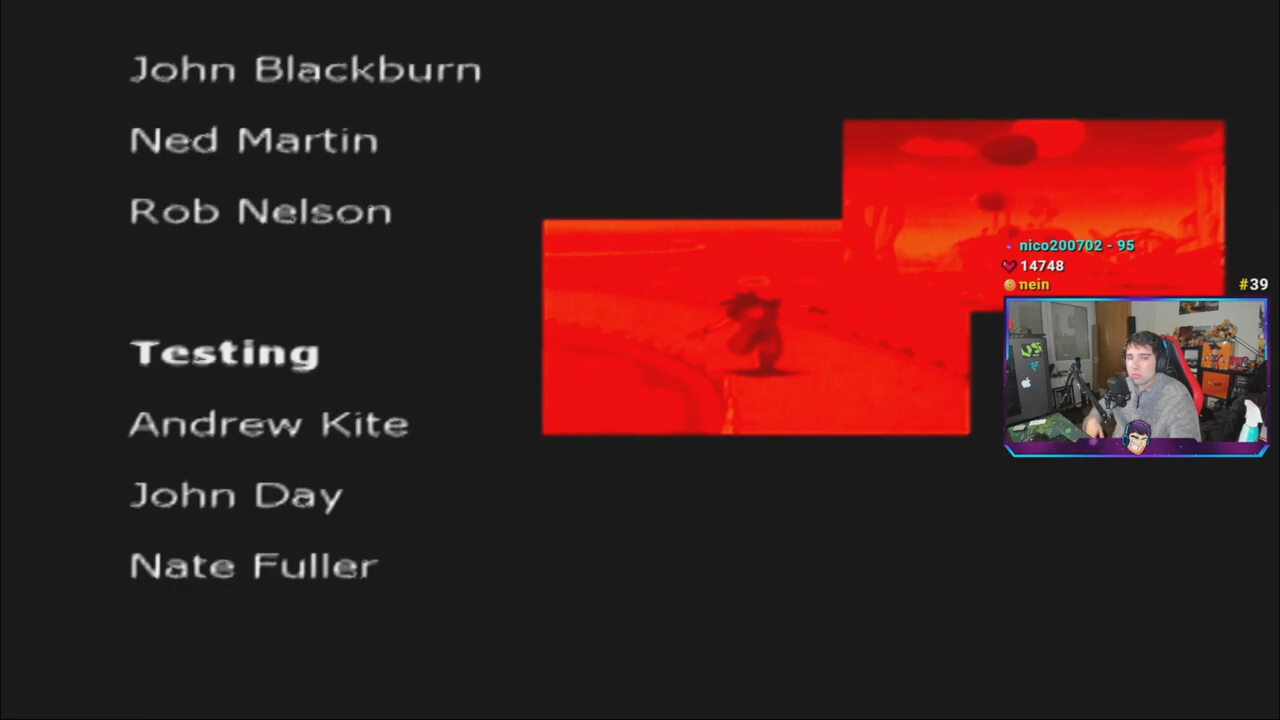 John Blackburn
Ned Martin
Rob Nelson
Testing
Andrew Kite
John Day
Nate Fuller
nico200702 - 95
14748
nein
#39